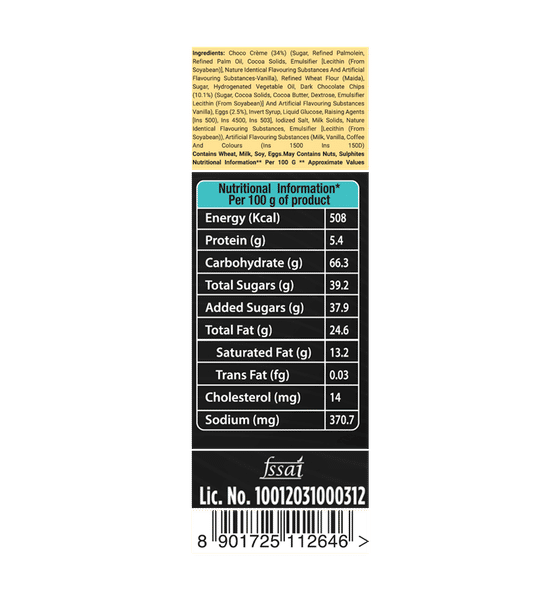 Ingredients: Choco Crème (34%) (Sugar, Refined Palmolein,
Refined Palm Oil, Cocoa Solids, Emulsifier [Lecithin (From
Soyabean)], Nature Identical Flavouring Substances And Artificial
Flavouring Substances-Vanilla), Refined Wheat Flour (Maida),
Sugar, Hydrogenated Vegetable Oil, Dark Chocolate Chips
(10.1%) (Sugar, Cocoa Solids, Cocoa Butter, Dextrose, Emulsifier
Lecithin (From Soyabean)] And Artificial Flavouring Substances
Vanilla), Eggs (2.5%), Invert Syrup, Liquid Glucose, Raising Agents
[Ins 500), Ins 4500, Ins 503], Iodized Salt, Milk Solids, Nature
Identical Flavouring Substances, Emulsifier [Lecithin (From
Soyabean)), Artificial Flavouring Substances (Milk, Vanilla, Coffee
And Colours (Ins 1500 Ins 1500)
Contains Wheat, Milk, Soy, Eggs.May Contains Nuts, Sulphites
Nutritional Information** Per 100 G ** Approximate Values
Nutritional Information*
Per 100 g of product
Energy (Kcal) 508
Protein (g) 5.4
Carbohydrate (g) 66.3
Total Sugars (g) 39.2
Added Sugars (g) 37.9
Total Fat (g) 24.6
Saturated Fat (g) 13.2
Trans Fat (fg) 0.03
Cholesterol (mg) 14
Sodium (mg) 370.7
fssai
Lic. No. 10012031000312
8 901725 112646 >